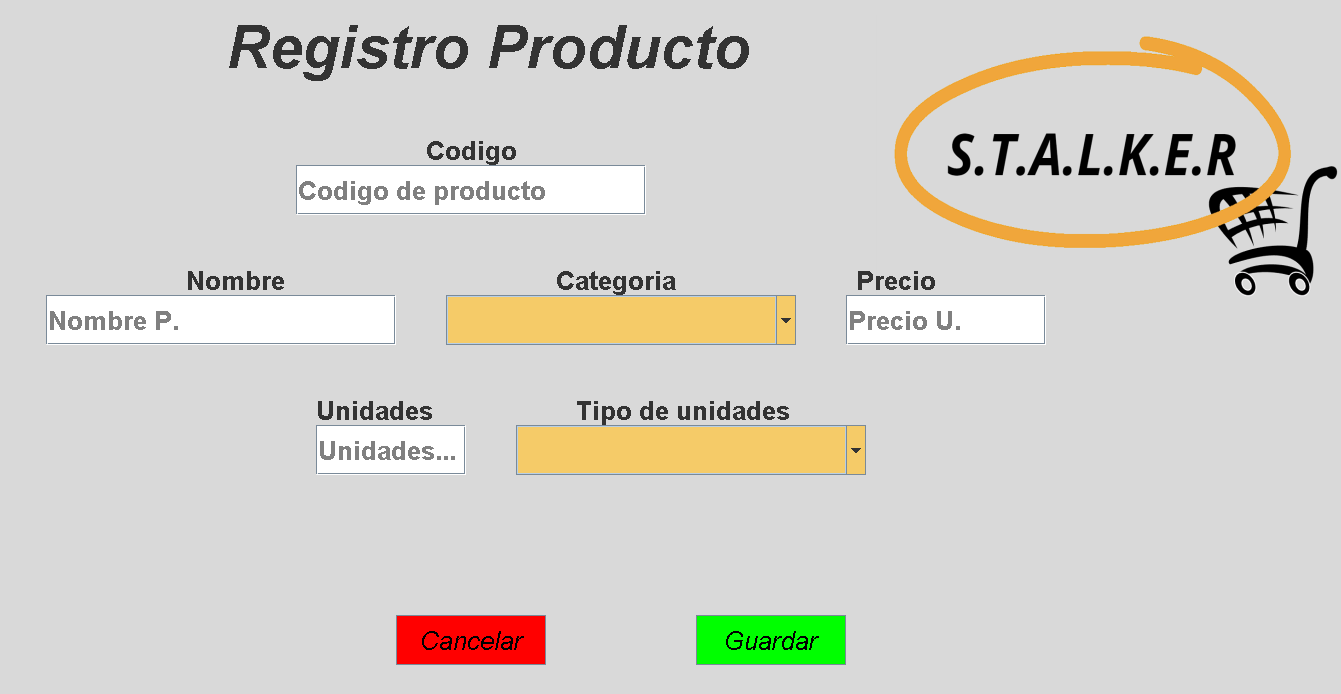 Registro Producto
S.T.A.L.K.E.R
Codigo
Codigo de producto
Nombre
Categoria
Precio
Nombre P.
Precio U.
Unidades
Tipo de unidades
Unidades...
Cancelar
Guardar